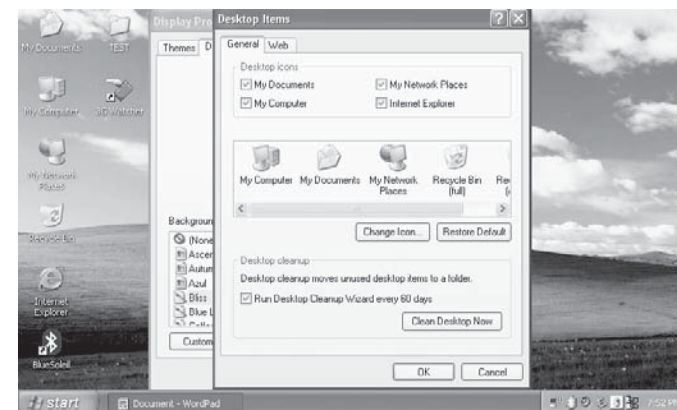 Display Pro
Desktop Items
My Documents
TEST
Themes
General Web
Desktop icons
My Documents
My Network Places
My Computer
Internet Explorer
My Computer
My Computer My Documents My Network Places Recycle Bin (full)
My Network Places
Change Icon... Restore Default
Recycle Bin
Backgroun
(None
Ascen
Autum
Azul
Bliss
Blue L
Desktop cleanup
Desktop cleanup moves unused desktop items to a folder.
Run Desktop Cleanup Wizard every 60 days
Clean Desktop Now
Internet Explorer
Custom
BlueSoleil
OK Cancel
start
Document - WordPad
7:52 PM